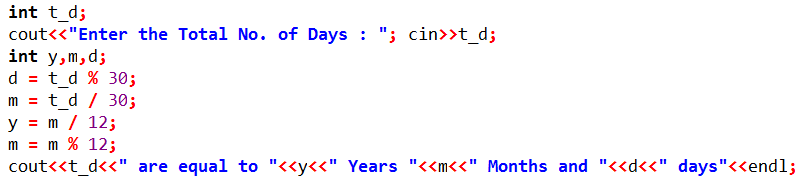 int t_d;
cout<<"Enter the Total No. of Days : "; cin>>t_d;
int y,m,d;
d = t_d % 30;
m = t_d / 30;
y = m / 12;
m = m % 12;
cout<<t_d<<" are equal to "<<y<<" Years "<<m<<" Months and "<<d<<" days"<<endl;